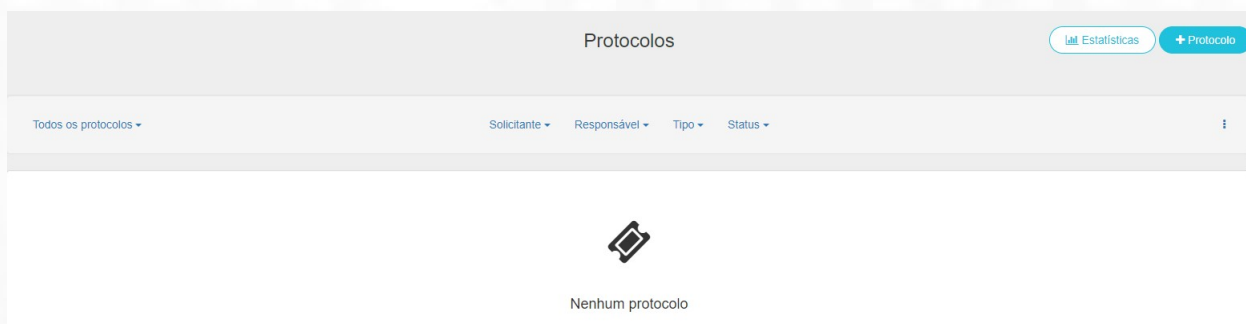 Protocolos
Estatísticas
+ Protocolo
Todos os protocolos
Solicitante
Responsável
Tipo
Status
Nenhum protocolo